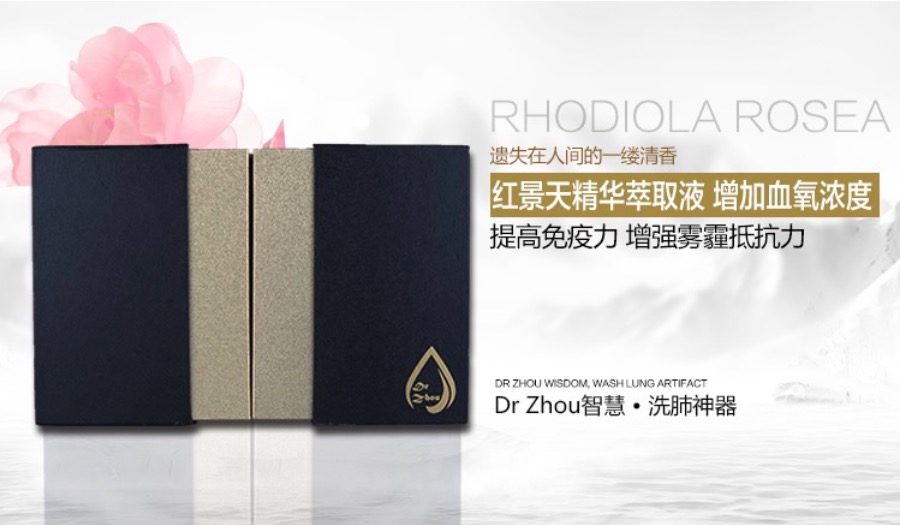 RHODIOLA ROSEA
遗失在人间的一缕清香
红景天精华萃取液 增加血氧浓度
提高免疫力 增强雾霾抵抗力
Dr
Zhou
DR ZHOU WISDOM, WASH LUNG ARTIFACT
Dr Zhou智慧·洗肺神器